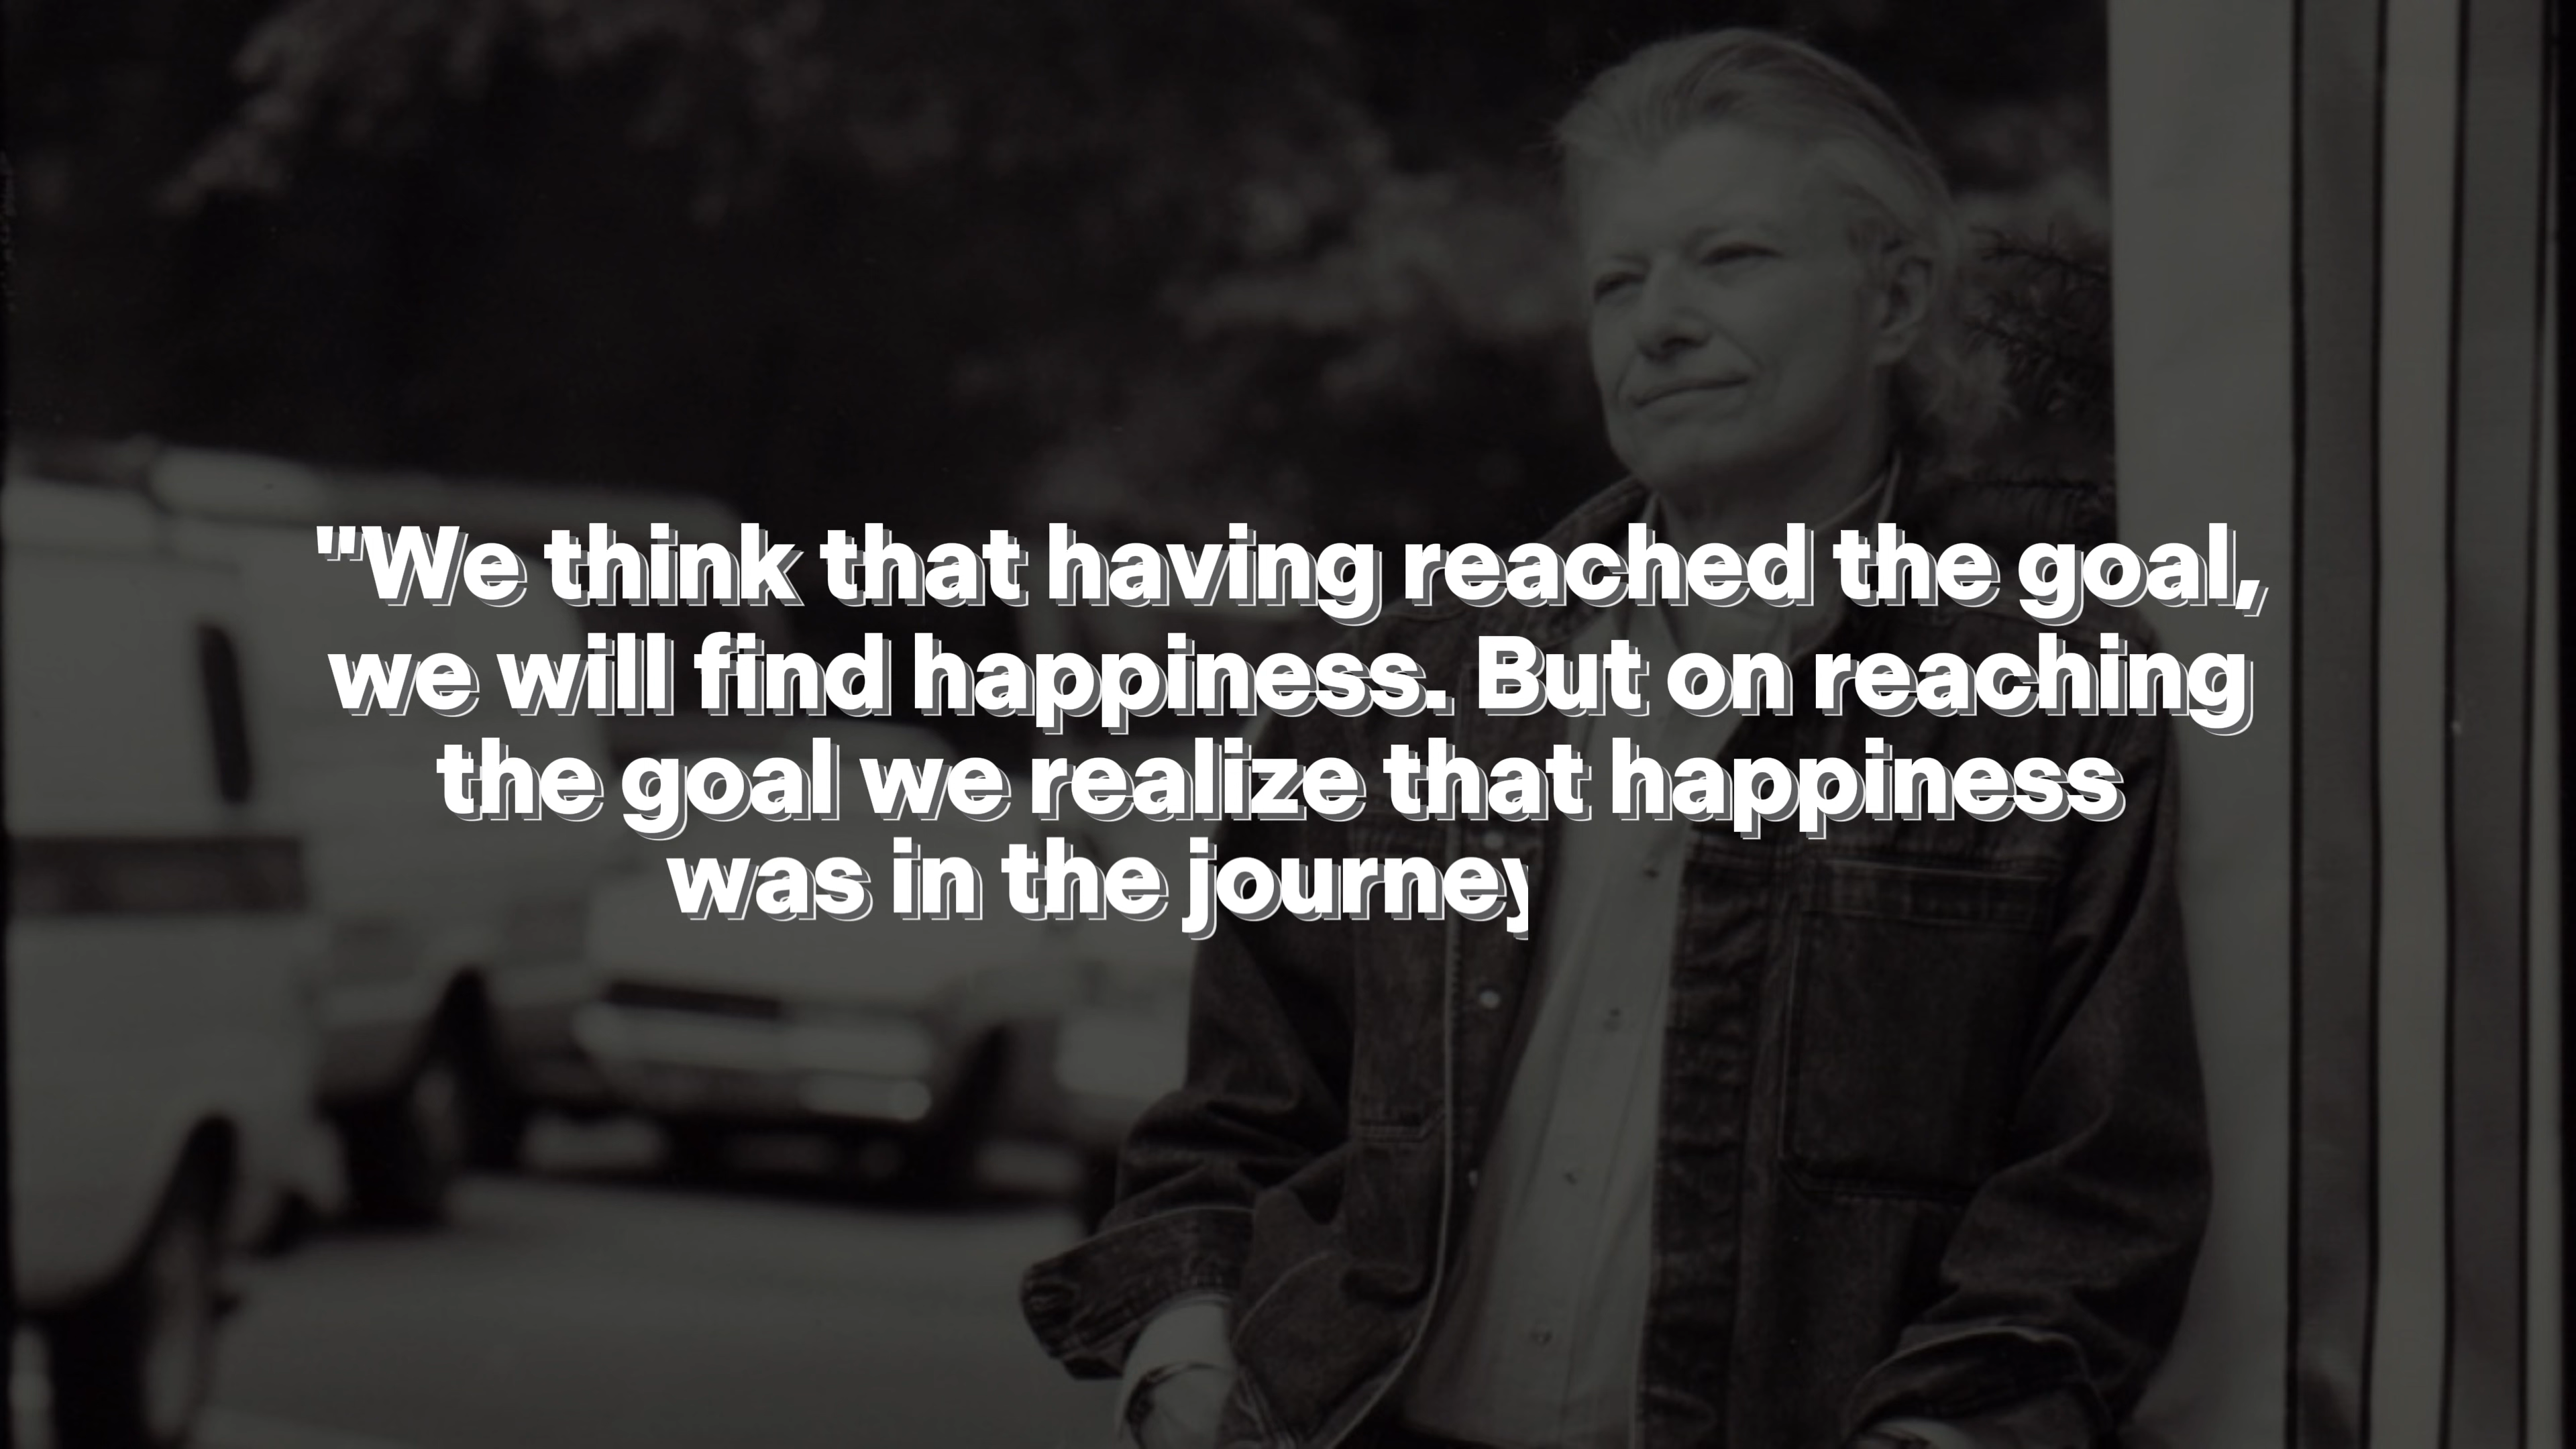 "We think that having reached the goal,
we will find happiness. But on reaching
the goal we realize that happiness
was in the journey